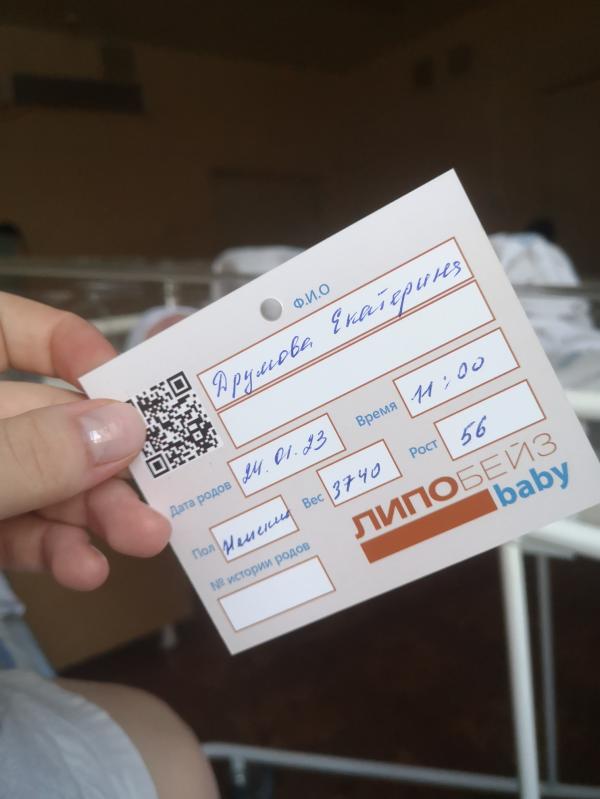 Ф.И.О
Друмова Екатерина
Время 11:00
Дата родов 24.01.23
Рост 56
Вес 3740
Пол
ЛИПОБЕЙЗ
baby
№ истории родов